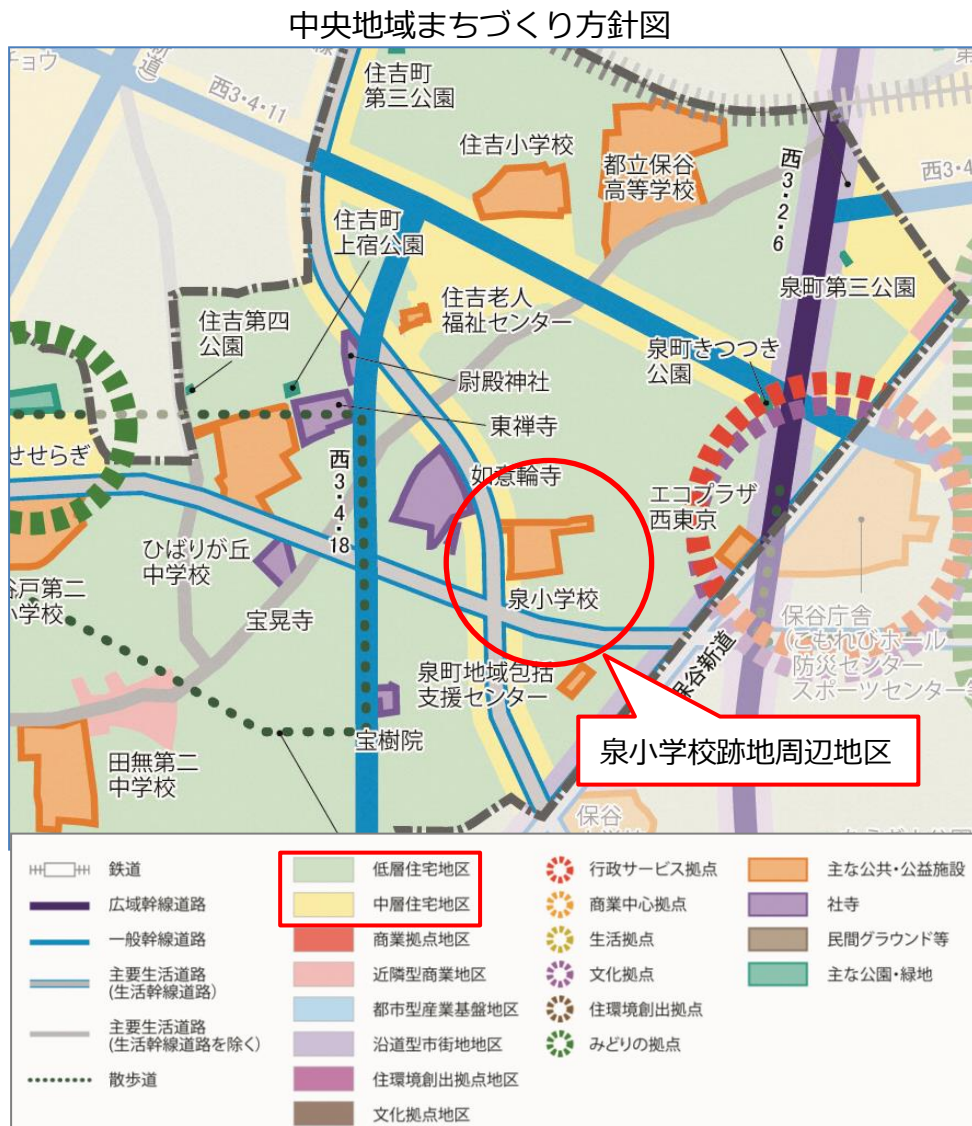 中央地域まちづくり方針図
チョウ
新道)
西3・4・11
住吉町
第三公園
住吉小学校
都立保谷
高等学校
西3・2・6
西3・4
住吉町
上宿公園
住吉老人
福祉センター
泉町第三公園
住吉第四
公園
泉町きつつき
公園
尉殿神社
東禅寺
せせらぎ
西3・4・18
如意輪寺
エコプラザ
西東京
ひばりが丘
中学校
泉小学校
谷戸第二
小学校
宝晃寺
保谷庁舎
(こもれびホール
防災センター
スポーツセンター等
保谷新道
泉町地域包括
支援センター
宝樹院
泉小学校跡地周辺地区
田無第二
中学校
保谷
鉄道
広域幹線道路
一般幹線道路
主要生活道路
(生活幹線道路)
主要生活道路
(生活幹線道路を除く)
散歩道
低層住宅地区
中層住宅地区
商業拠点地区
近隣型商業地区
都市型産業基盤地区
沿道型市街地地区
住環境創出拠点地区
文化拠点地区
行政サービス拠点
商業中心拠点
生活拠点
文化拠点
住環境創出拠点
みどりの拠点
主な公共・公益施設
社寺
民間グラウンド等
主な公園・緑地